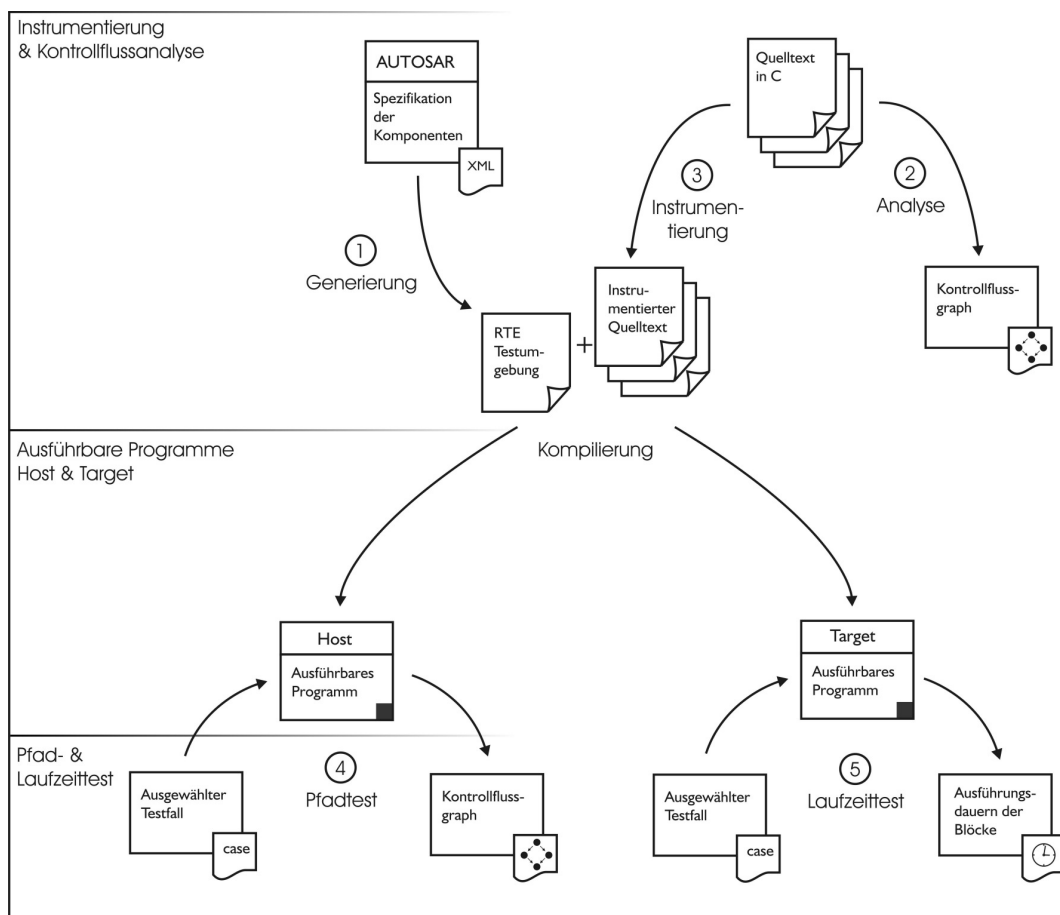 Instrumentierung
& Kontrollflussanalyse
AUTOSAR
Spezifikation
der
Komponenten
XML
Quelltext
in C
3
Instrumen-
tierung
2
Analyse
1
Generierung
RTE
Testum-
gebung
+
Instru-
mentierter
Quelltext
Kontrollfluss-
graph
Ausführbare Programme
Host & Target
Kompilierung
Host
Ausführbares
Programm
Target
Ausführbares
Programm
Pfad- &
Laufzeittest
Ausgewählter
Testfall
case
4
Pfadtest
Kontrollfluss-
graph
Ausgewählter
Testfall
case
5
Laufzeittest
Ausführungs-
dauern der
Blöcke